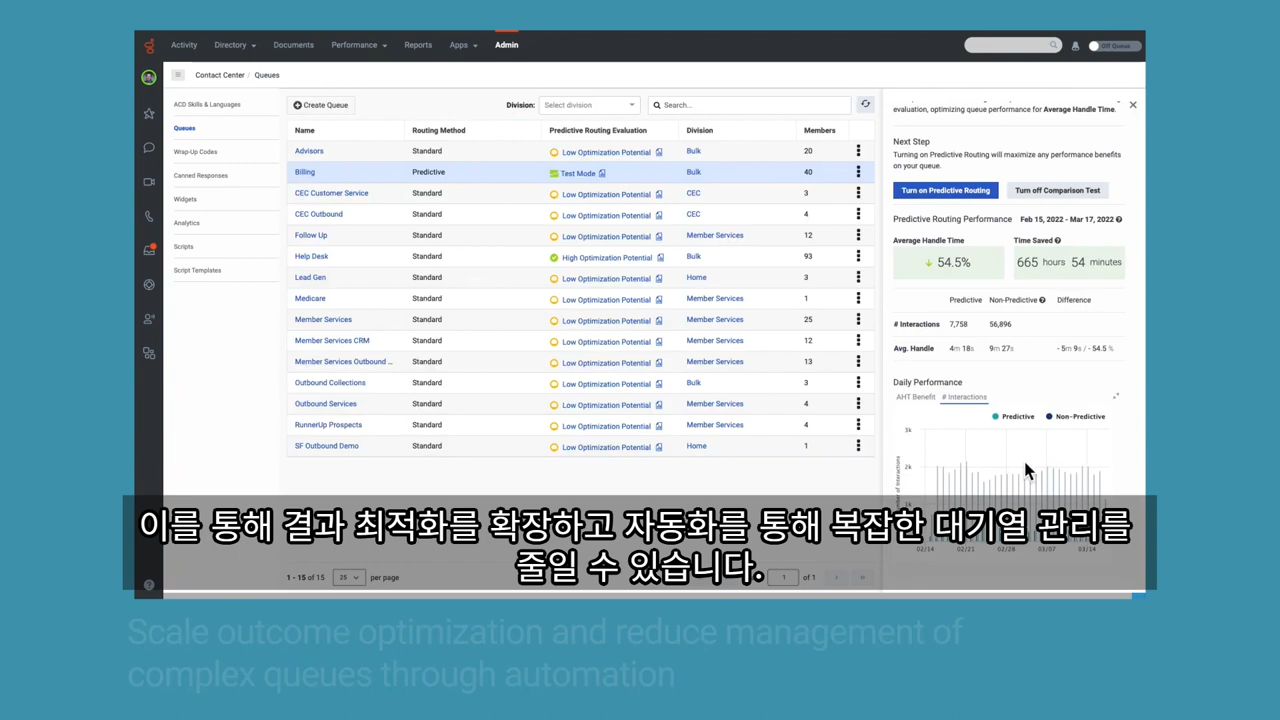 Activity
Directory
Documents
Performance
Reports
Apps
Admin
Off Queue
Contact Center / Queues
ACD Skills & Languages
Queues
Wrap-Up Codes
Canned Responses
Widgets
Analytics
Scripts
Script Templates
Create Queue
Division:
Select division
Search...
Name Routing Method Predictive Routing Evaluation Division Members
Advisors Standard Low Optimization Potential Bulk 20
Billing Predictive Test Mode Bulk 40
CEC Customer Service Standard Low Optimization Potential CEC 3
CEC Outbound Standard Low Optimization Potential CEC 4
Follow Up Standard Low Optimization Potential Member Services 12
Help Desk Standard High Optimization Potential Bulk 93
Lead Gen Standard Low Optimization Potential Home 3
Medicare Standard Low Optimization Potential Member Services 1
Member Services Standard Low Optimization Potential Member Services 25
Member Services CRM Standard Low Optimization Potential Member Services 12
Member Services Outbound ... Standard Low Optimization Potential Member Services 13
Outbound Collections Standard Low Optimization Potential Bulk 3
Outbound Services Standard Low Optimization Potential Member Services 4
RunnerUp Prospects Standard Low Optimization Potential Member Services 4
SF Outbound Demo Standard Low Optimization Potential Home 1
1 - 15 of 15 25 per page 1 of 1
evaluation, optimizing queue performance for Average Handle Time.
Next Step
Turning on Predictive Routing will maximize any performance benefits
on your queue.
Turn on Predictive Routing
Turn off Comparison Test
Predictive Routing Performance Feb 15, 2022 - Mar 17, 2022
Average Handle Time Time Saved
54.5% 665 hours 54 minutes
Predictive Non-Predictive Difference
# Interactions 7,758 56,896
Avg. Handle 4m 18s 9m 27s - 5m 9s / - 54.5 %
Daily Performance
AHT Benefit # Interactions
Predictive Non-Predictive
3k
2k
1k
02/14 02/21 02/28 03/07 03/14
이를 통해 결과 최적화를 확장하고 자동화를 통해 복잡한 대기열 관리를
줄일 수 있습니다.
Scale outcome optimization and reduce management of
complex queues through automation